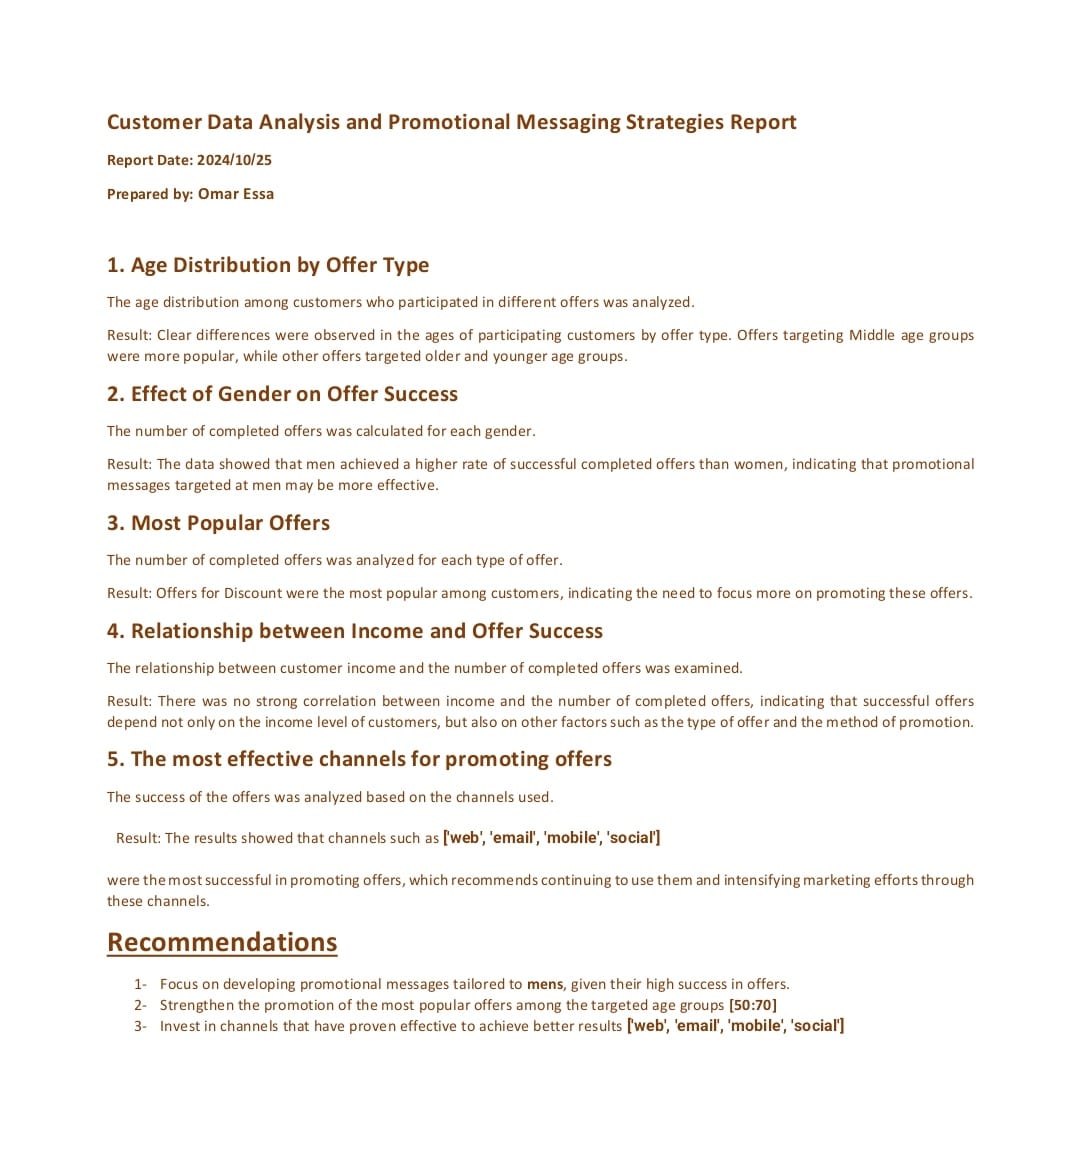 Customer Data Analysis and Promotional Messaging Strategies Report
Report Date: 2024/10/25
Prepared by: Omar Essa
1. Age Distribution by Offer Type
The age distribution among customers who participated in different offers was analyzed.
Result: Clear differences were observed in the ages of participating customers by offer type. Offers targeting Middle age groups
were more popular, while other offers targeted older and younger age groups.
2. Effect of Gender on Offer Success
The number of completed offers was calculated for each gender.
Result: The data showed that men achieved a higher rate of successful completed offers than women, indicating that promotional
messages targeted at men may be more effective.
3. Most Popular Offers
The number of completed offers was analyzed for each type of offer.
Result: Offers for Discount were the most popular among customers, indicating the need to focus more on promoting these offers.
4. Relationship between Income and Offer Success
The relationship between customer income and the number of completed offers was examined.
Result: There was no strong correlation between income and the number of completed offers, indicating that successful offers
depend not only on the income level of customers, but also on other factors such as the type of offer and the method of promotion.
5. The most effective channels for promoting offers
The success of the offers was analyzed based on the channels used.
Result: The results showed that channels such as ['web', 'email', 'mobile', 'social']
were the most successful in promoting offers, which recommends continuing to use them and intensifying marketing efforts through
these channels.
Recommendations
1- Focus on developing promotional messages tailored to mens, given their high success in offers.
2- Strengthen the promotion of the most popular offers among the targeted age groups [50:70]
3- Invest in channels that have proven effective to achieve better results ['web', 'email', 'mobile', 'social']